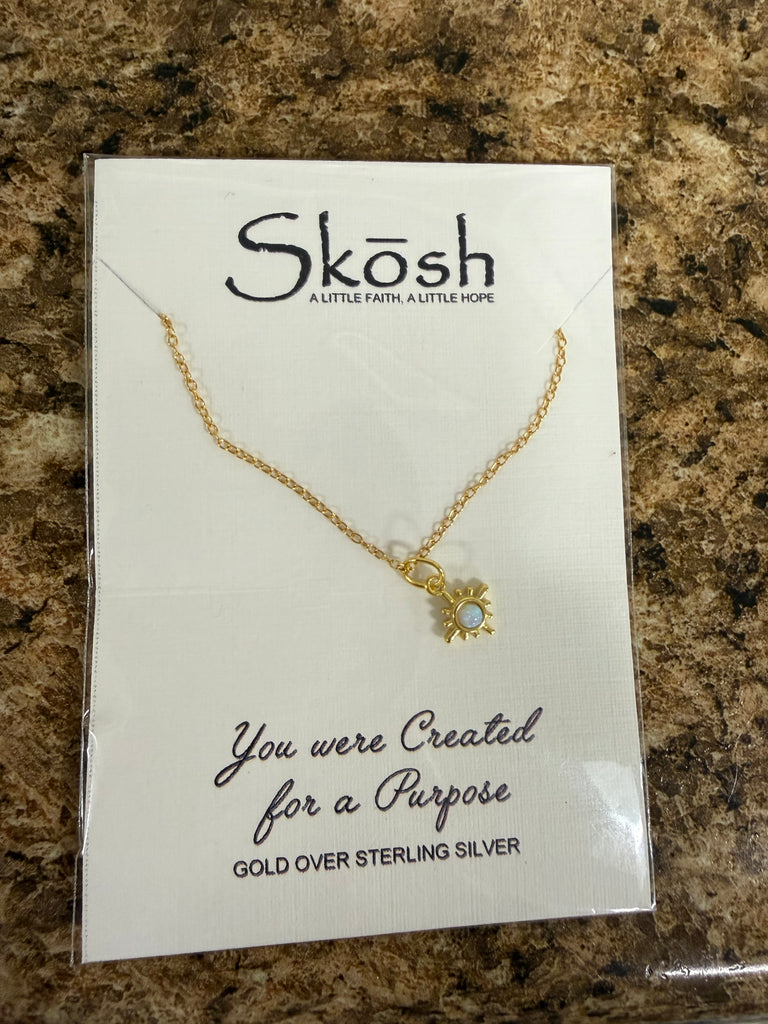 Skōsh
A LITTLE FAITH, A LITTLE HOPE
You were Created
for a Purpose
GOLD OVER STERLING SILVER